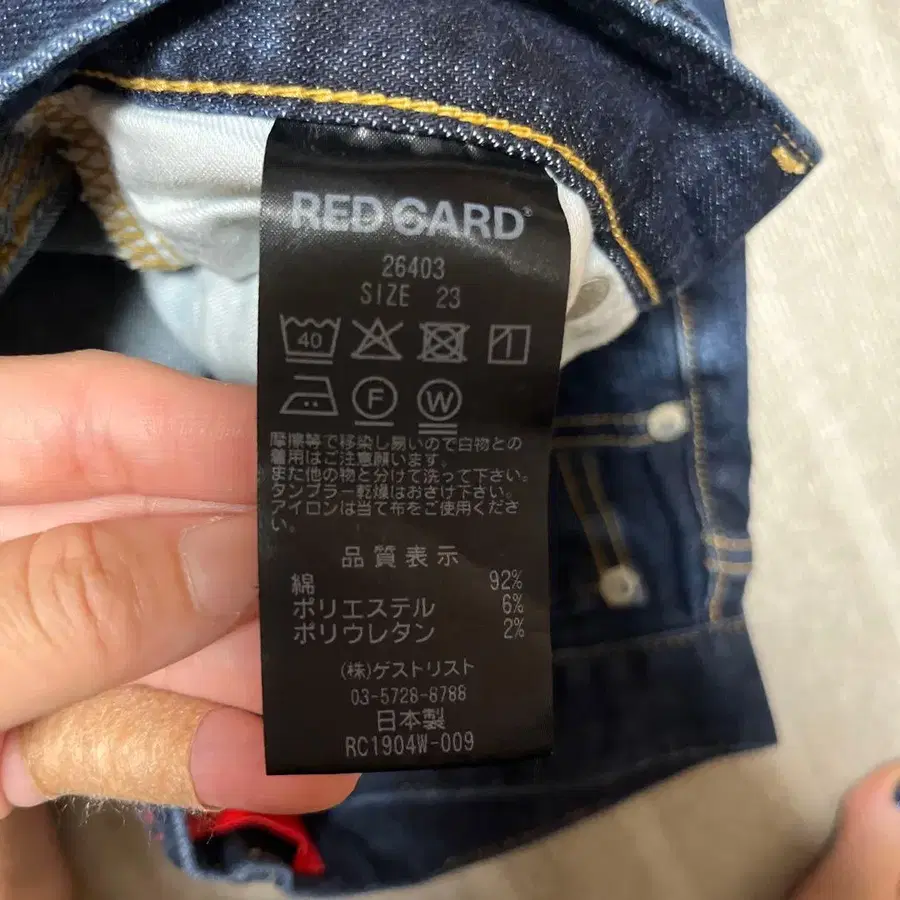 RED CARD®
26403
SIZE 23
40
F W
摩擦等で移染し易いので白物との
着用はご注意願います。
また他の物と分けて洗って下さい。
タンブラー乾燥はおさけ下さい。
アイロンは当て布をご使用くださ
い。
品質表示
綿 92%
ポリエステル 6%
ポリウレタン 2%
(株)ゲストリスト
03-5728-8788
日本製
RC1904W-009